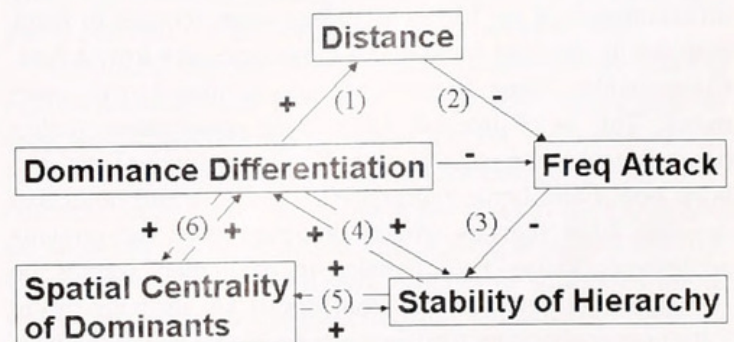 Distance
+ (1) (2) -
Dominance Differentiation - Freq Attack
+ (6) + + (4) + (3) -
Spatial Centrality
of Dominants
+ (5) +
Stability of Hierarchy